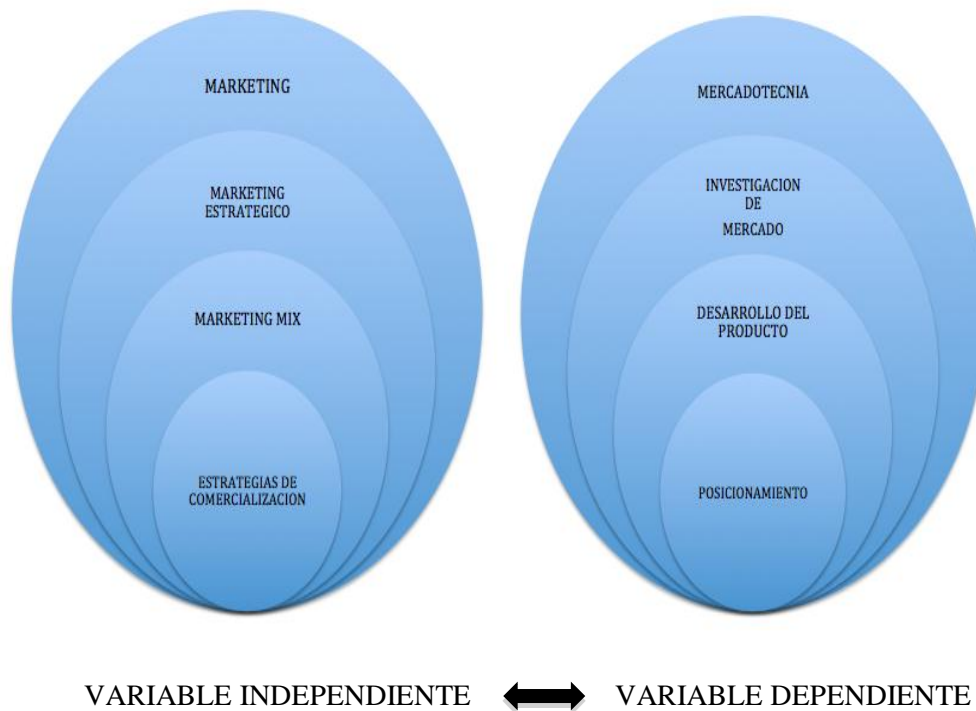 MARKETING
MARKETING
ESTRATEGICO
MARKETING MIX
ESTRATEGIAS DE
COMERCIALIZACION
MERCADOTECNIA
INVESTIGACION
DE
MERCADO
DESARROLLO DEL
PRODUCTO
POSICIONAMIENTO
VARIABLE INDEPENDIENTE
VARIABLE DEPENDIENTE